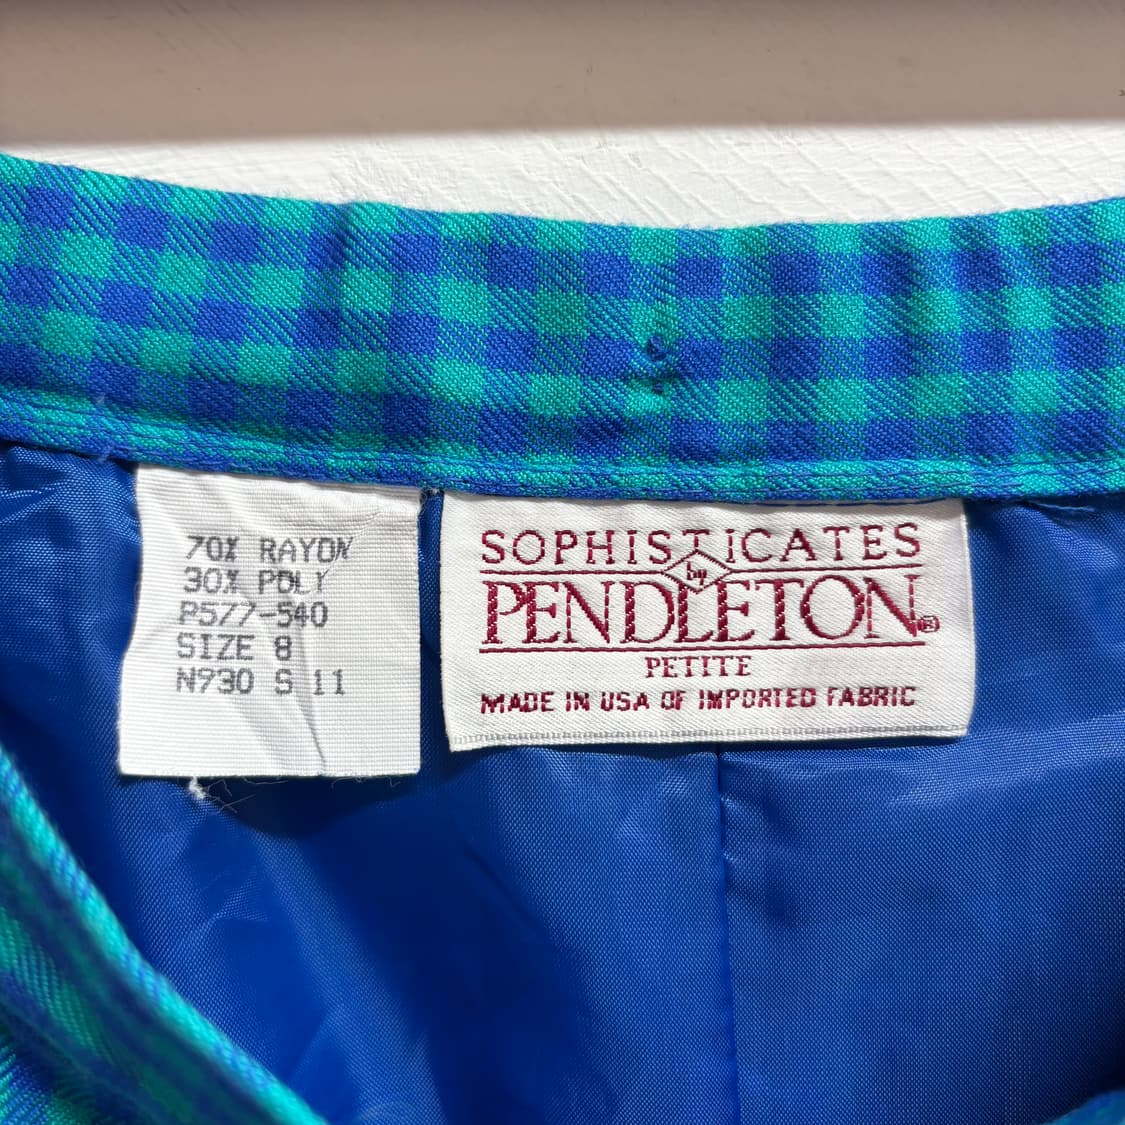 70% RAYON
30% POLY
P577-540
SIZE 8
N930 S 11
SOPHISTICATES
by
PENDLETON®
PETITE
MADE IN USA OF IMPORTED FABRIC